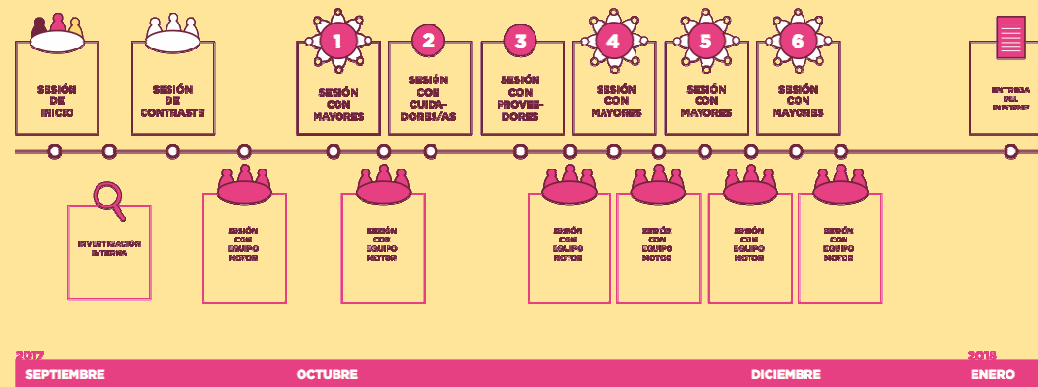 1
2
3
4
5
6
SESIÓN
DE
INICIO
SESIÓN
DE
CONTRASTE
SESIÓN
CON
MAYORES
SESIÓN
CON
CUIDA-
DORES/AS
SESIÓN
CON
PROVEE-
DORES
SESIÓN
CON
MAYORES
SESIÓN
CON
MAYORES
SESIÓN
CON
MAYORES
ENTREGA
DEL
INFORME
INVESTIGACIÓN
INTERNA
SESIÓN
CON
EQUIPO
MOTOR
SESIÓN
CON
EQUIPO
MOTOR
SESIÓN
CON
EQUIPO
MOTOR
SESIÓN
CON
EQUIPO
MOTOR
SESIÓN
CON
EQUIPO
MOTOR
SESIÓN
CON
EQUIPO
MOTOR
2017
2018
SEPTIEMBRE
OCTUBRE
DICIEMBRE
ENERO